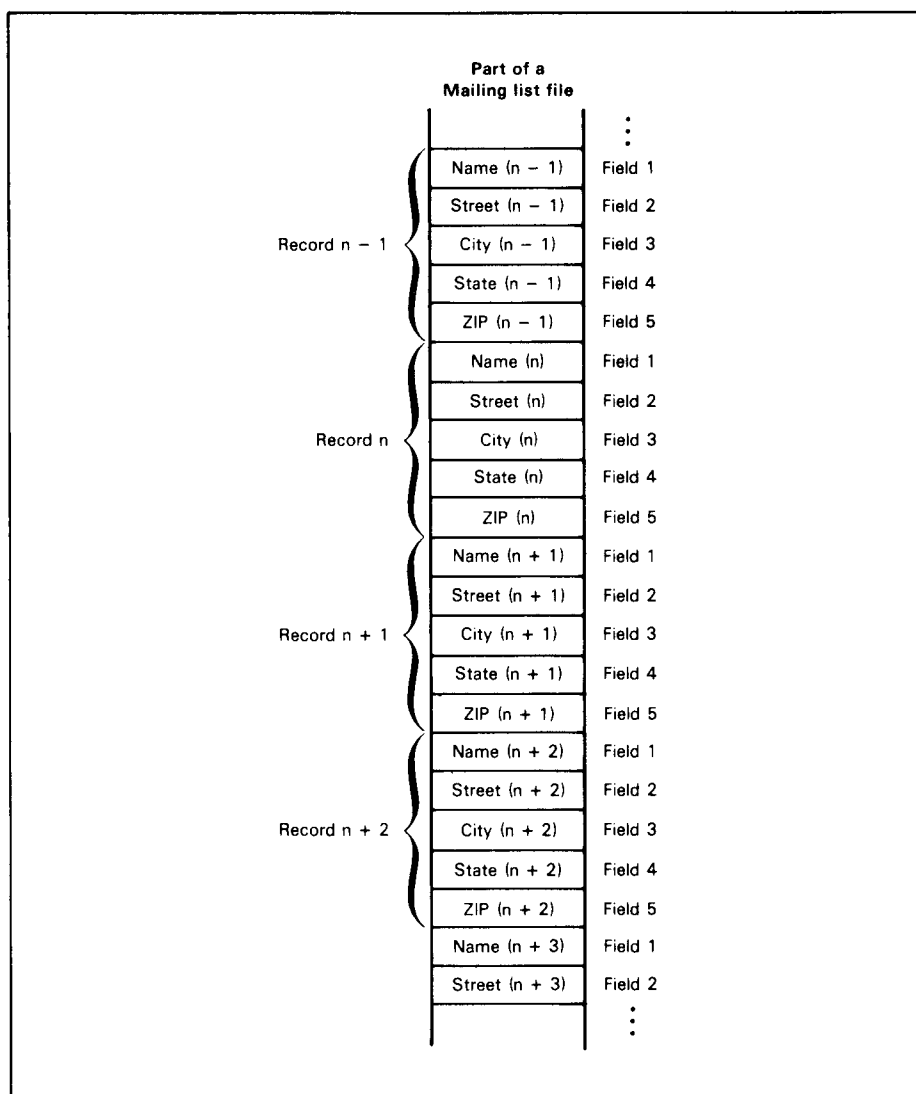 Part of a
Mailing list file
Name (n – 1) Field 1
Street (n – 1) Field 2
Record n – 1 City (n – 1) Field 3
State (n – 1) Field 4
ZIP (n – 1) Field 5
Name (n) Field 1
Street (n) Field 2
Record n City (n) Field 3
State (n) Field 4
ZIP (n) Field 5
Name (n + 1) Field 1
Street (n + 1) Field 2
Record n + 1 City (n + 1) Field 3
State (n + 1) Field 4
ZIP (n + 1) Field 5
Name (n + 2) Field 1
Street (n + 2) Field 2
Record n + 2 City (n + 2) Field 3
State (n + 2) Field 4
ZIP (n + 2) Field 5
Name (n + 3) Field 1
Street (n + 3) Field 2